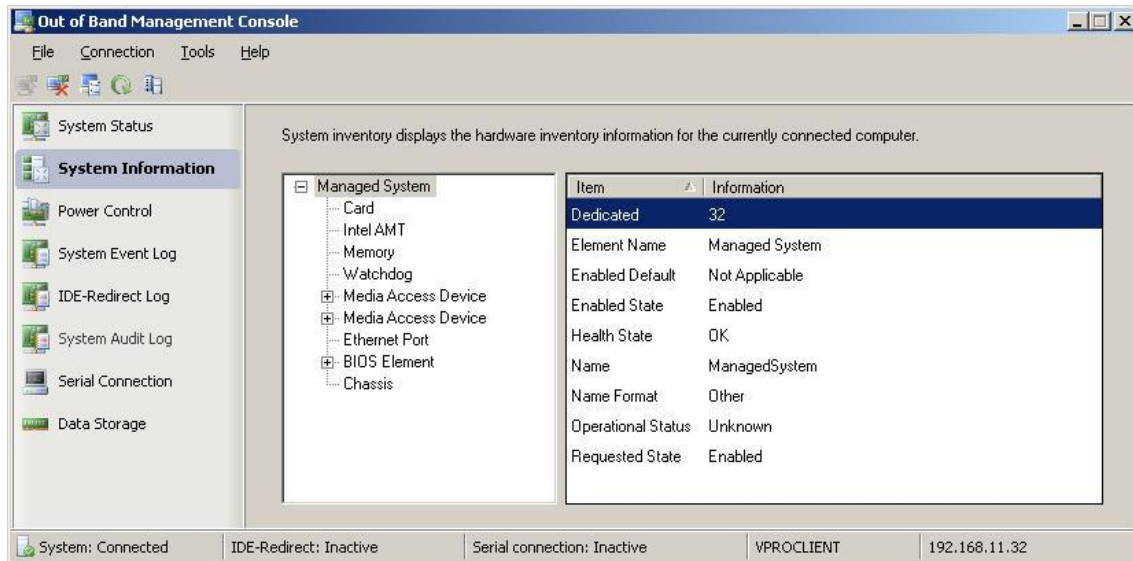 Out of Band Management Console
File Connection Tools Help
System Status
System Information
Power Control
System Event Log
IDE-Redirect Log
System Audit Log
Serial Connection
Data Storage
System inventory displays the hardware inventory information for the currently connected computer.
Managed System
Card
Intel AMT
Memory
Watchdog
Media Access Device
Media Access Device
Ethernet Port
BIOS Element
Chassis
Item Information
Dedicated 32
Element Name Managed System
Enabled Default Not Applicable
Enabled State Enabled
Health State OK
Name ManagedSystem
Name Format Other
Operational Status Unknown
Requested State Enabled
System: Connected IDE-Redirect: Inactive Serial connection: Inactive VPROCLIENT 192.168.11.32